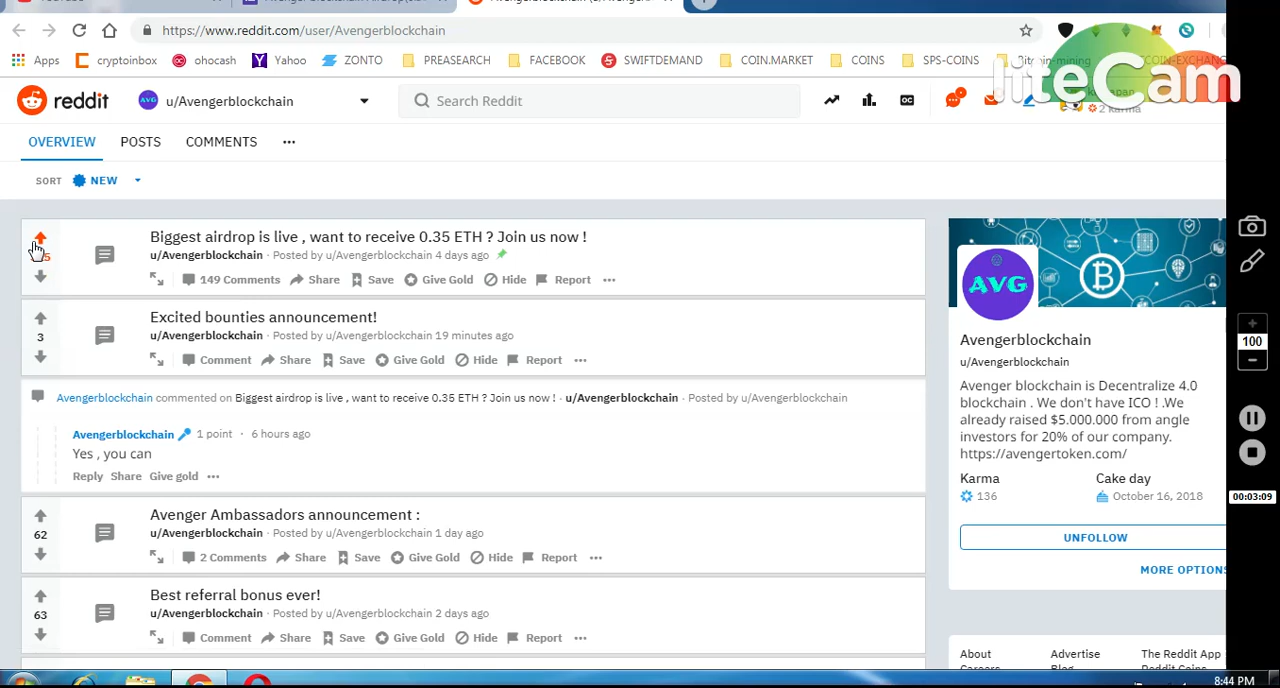 https://www.reddit.com/user/Avengerblockchain
Apps cryptoinbox ohocash Yahoo ZONTO PREASEARCH FACEBOOK SWIFTDEMAND COIN.MARKET COINS SPS-COINS
liteCam
reddit AVG u/Avengerblockchain Search Reddit
2 karma
OVERVIEW POSTS COMMENTS
SORT NEW
Biggest airdrop is live , want to receive 0.35 ETH ? Join us now !
u/Avengerblockchain · Posted by u/Avengerblockchain 4 days ago
149 Comments Share Save Give Gold Hide Report
Excited bounties announcement!
3 u/Avengerblockchain · Posted by u/Avengerblockchain 19 minutes ago
Comment Share Save Give Gold Hide Report
Avengerblockchain commented on Biggest airdrop is live , want to receive 0.35 ETH ? Join us now ! · u/Avengerblockchain · Posted by u/Avengerblockchain
Avengerblockchain 1 point · 6 hours ago
Yes , you can
Reply Share Give gold
Avenger Ambassadors announcement :
62 u/Avengerblockchain · Posted by u/Avengerblockchain 1 day ago
2 Comments Share Save Give Gold Hide Report
Best referral bonus ever!
63 u/Avengerblockchain · Posted by u/Avengerblockchain 2 days ago
Comment Share Save Give Gold Hide Report
AVG
Avengerblockchain
u/Avengerblockchain
Avenger blockchain is Decentralize 4.0
blockchain . We don't have ICO ! .We
already raised $5.000.000 from angle
investors for 20% of our company.
https://avengertoken.com/
Karma Cake day
136 October 16, 2018
UNFOLLOW
MORE OPTIONS
About Advertise The Reddit App
Careers Blog Reddit Coins
100
00:03:09
8:44 PM